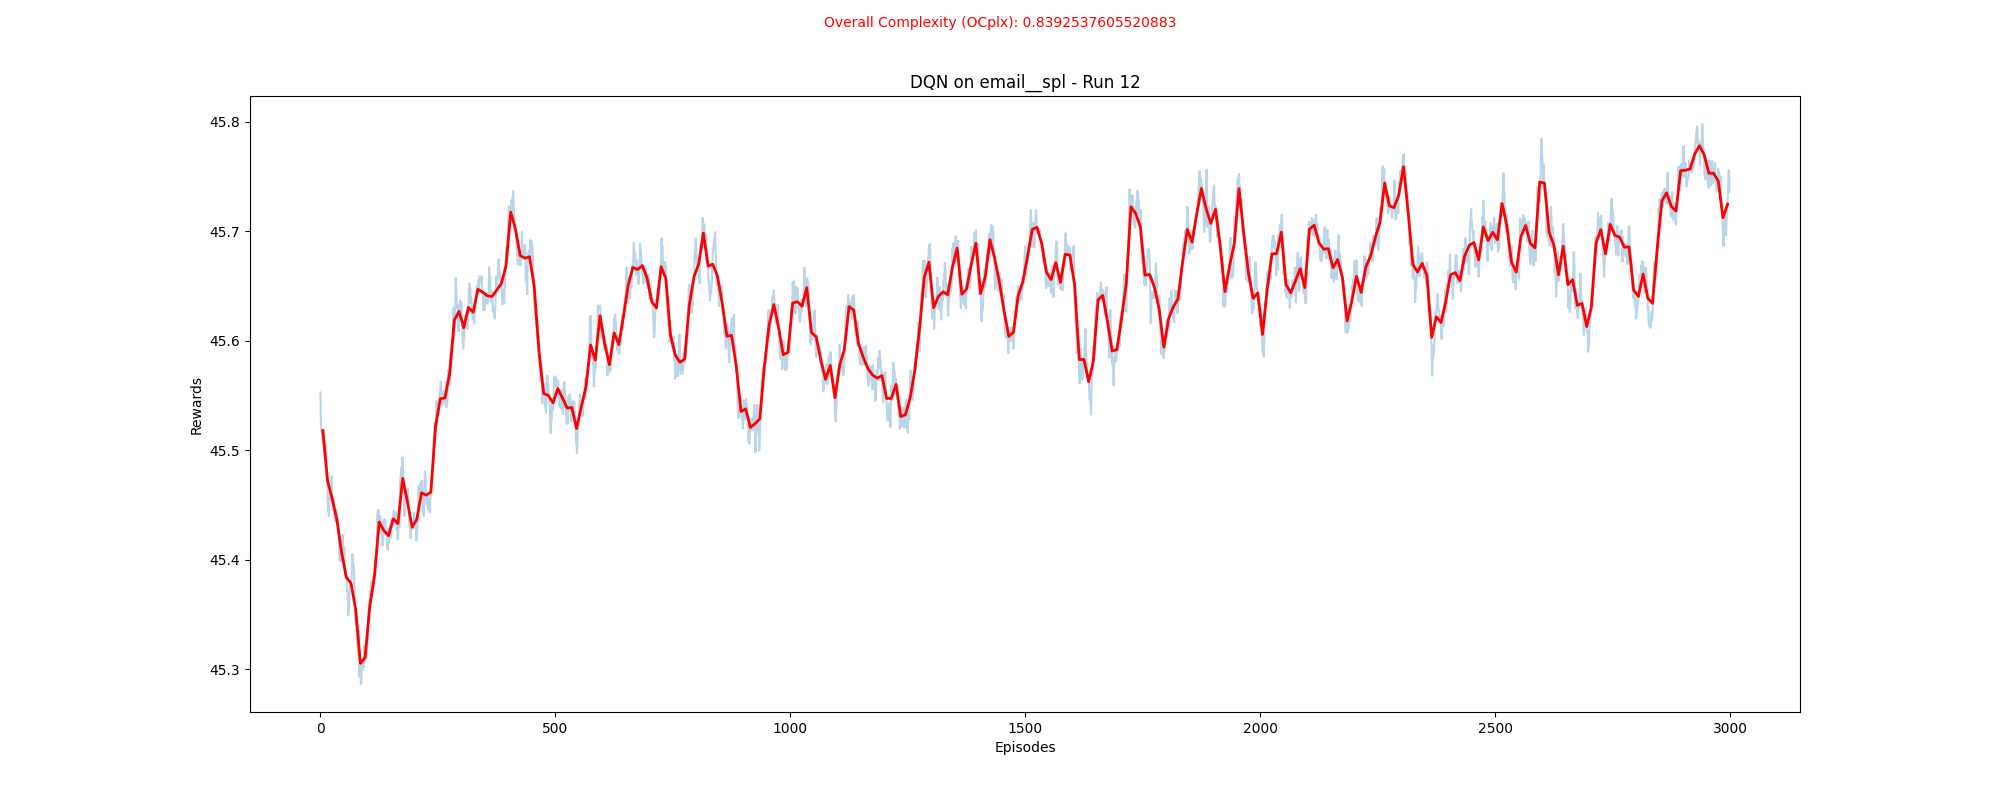 Overall Complexity (OCplx): 0.8392537605520883
DQN on email__spl - Run 12
45.8
45.7
45.6
45.5
45.4
45.3
Rewards
0 500 1000 1500 2000 2500 3000
Episodes